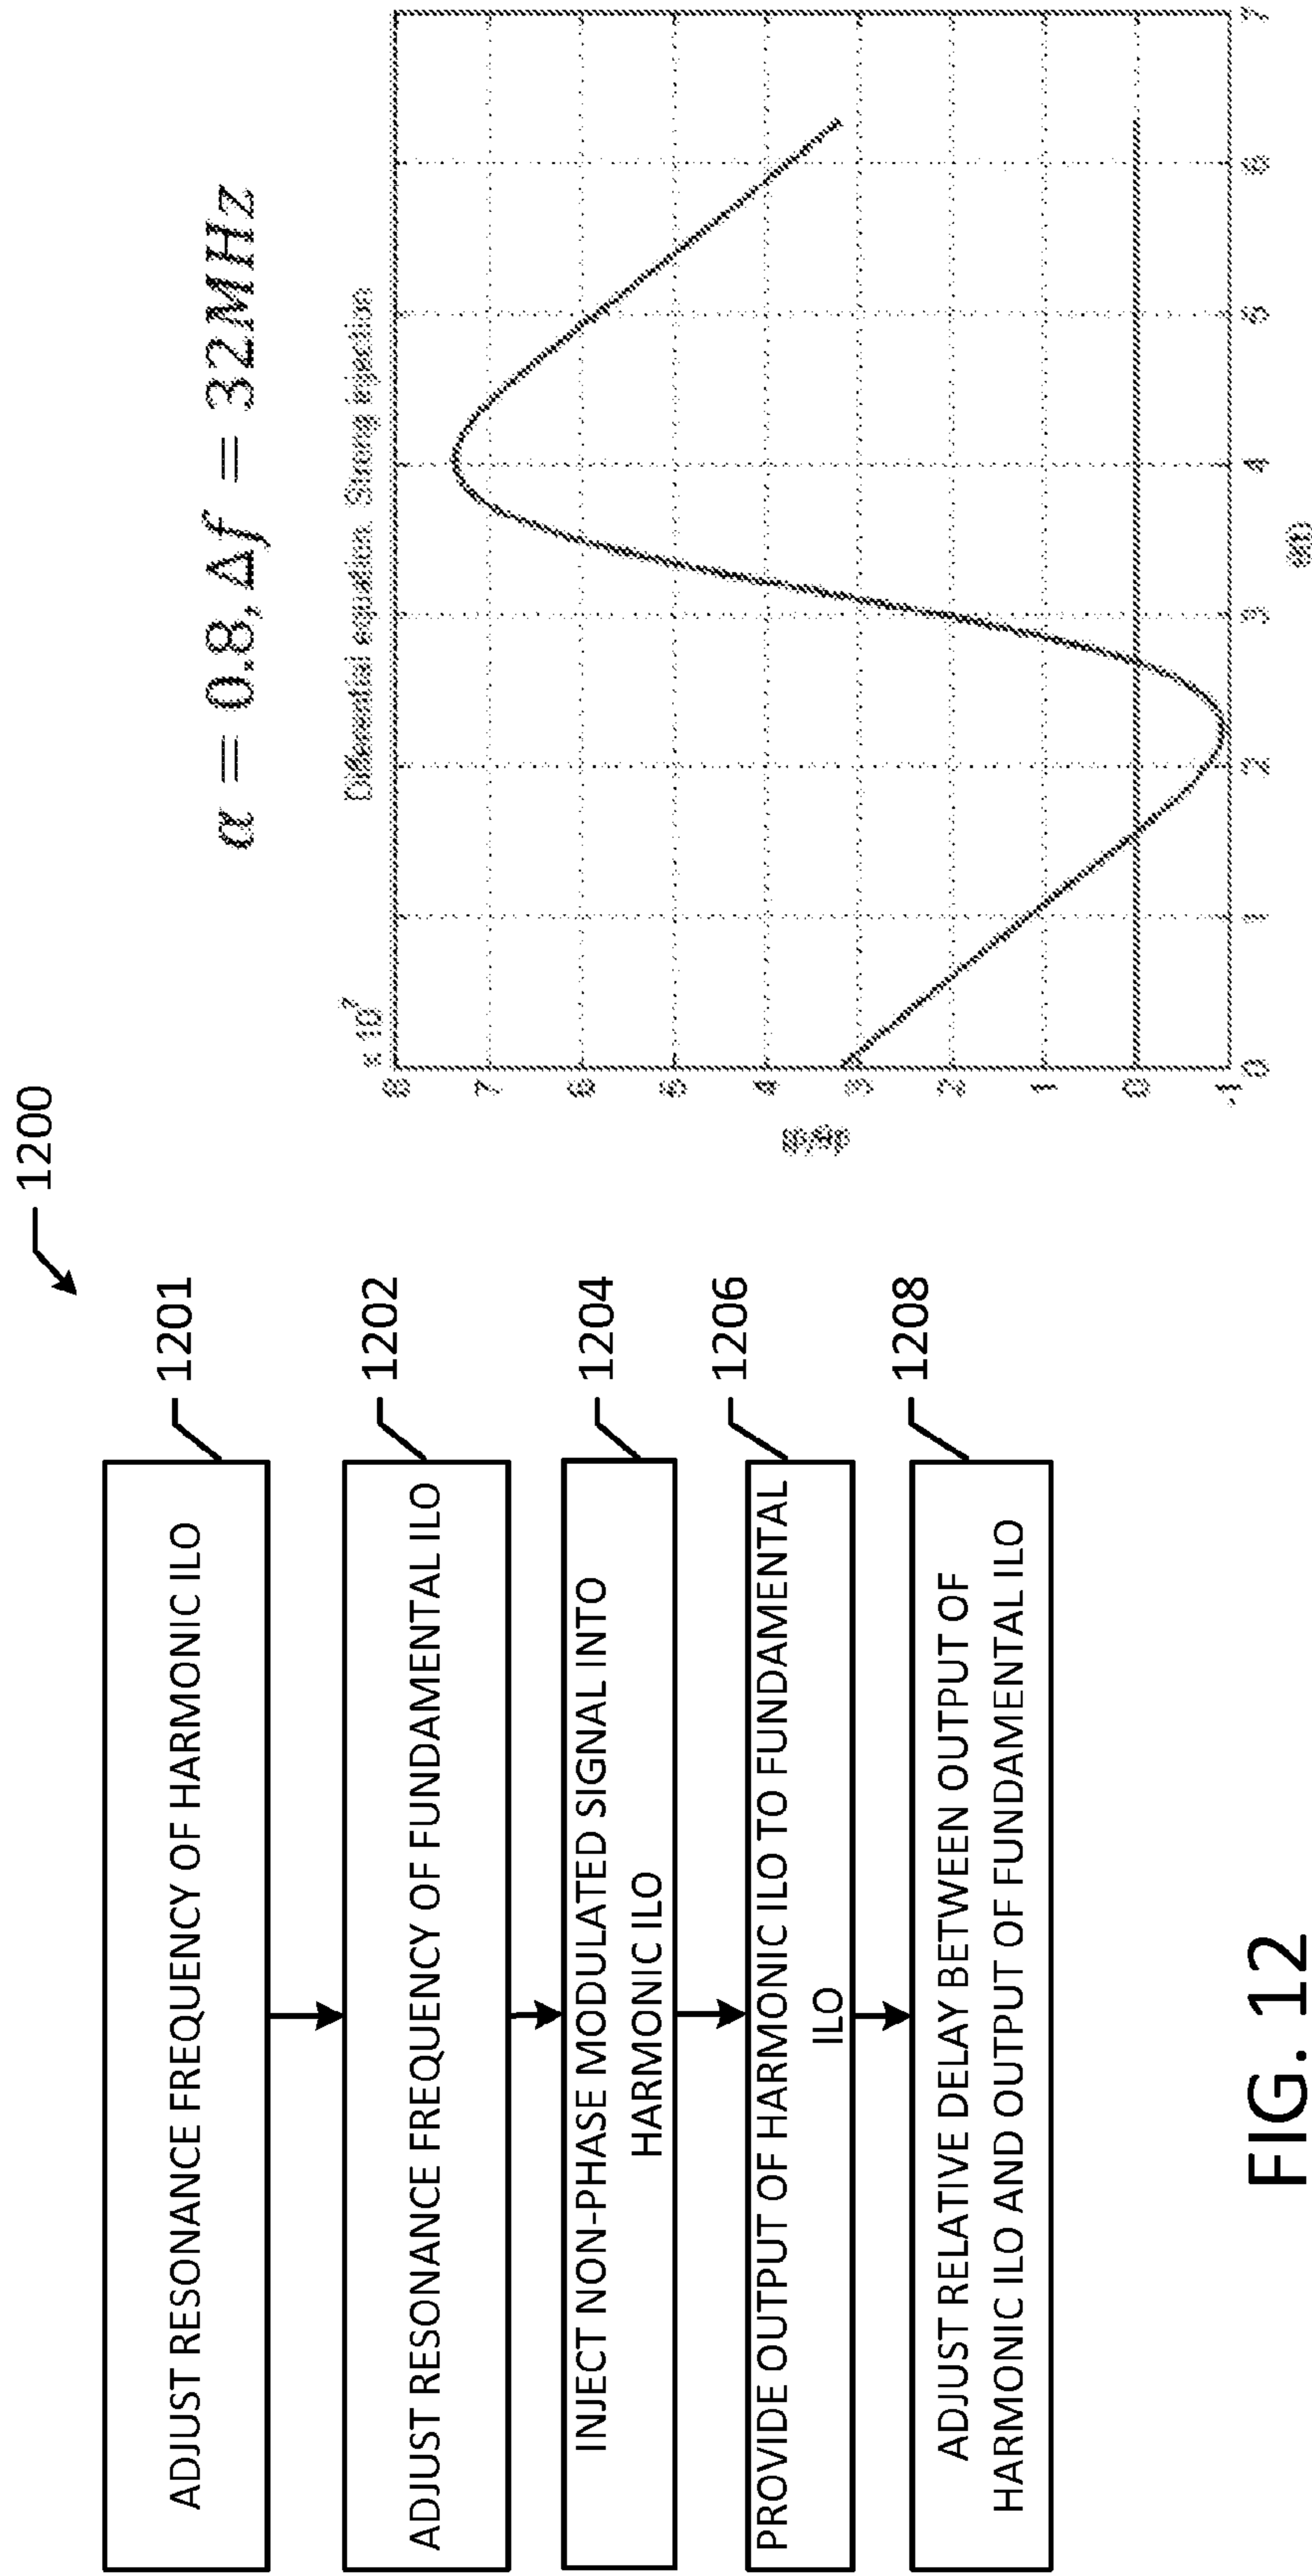 1200
ADJUST RESONANCE FREQUENCY OF HARMONIC ILO
1201
ADJUST RESONANCE FREQUENCY OF FUNDAMENTAL ILO
1202
INJECT NON-PHASE MODULATED SIGNAL INTO
HARMONIC ILO
1204
PROVIDE OUTPUT OF HARMONIC ILO TO FUNDAMENTAL
ILO
1206
ADJUST RELATIVE DELAY BETWEEN OUTPUT OF
HARMONIC ILO AND OUTPUT OF FUNDAMENTAL ILO
1208
α = 0.8, Δf = 32MHz
Differential equation. Strong injection
x 10⁷
8
7
6
5
4
3
2
1
0
-1
0
1
2
3
4
5
6
7
FIG. 12